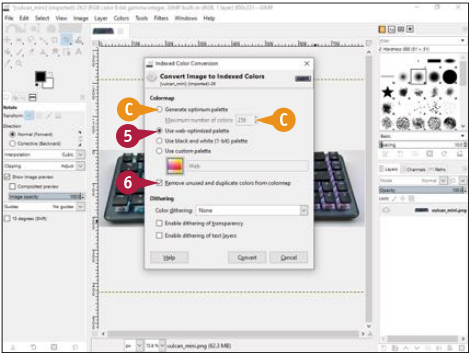 [vulcan_mini] (imported)-28.0 (RGB color 8-bit gamma integer, GIMP built-in sRGB, 1 layer) 300x231 – GIMP
File Edit Select View Image Layer Colors Tools Filters Windows Help
Indexed Color Conversion
Convert Image to Indexed Colors
[vulcan_mini] (imported)-28
Colormap
C Generate optimum palette
Maximum number of colors 256 C
5 Use web-optimized palette
Use black and white (1-bit) palette
Use custom palette
Web
6 Remove unused and duplicate colors from colormap
Dithering
Color dithering: None
Enable dithering of transparency
Enable dithering of text layers
Help Convert Cancel
Rotate
Transform:
Direction
Normal (Forward)
Corrective (Backward)
Interpolation Cubic
Clipping Adjust
Show image preview
Composited preview
Image opacity 100.0
Guides No guides
15 degrees (Shift)
Filter
2. Hardness 050 (51 × 51)
Basic,
Spacing 10.0
Layers Channels Paths
Mode Normal
Opacity 100.0
Lock
vulcan_mini.png
px 72.8 % vulcan_mini.png (62.3 MB)